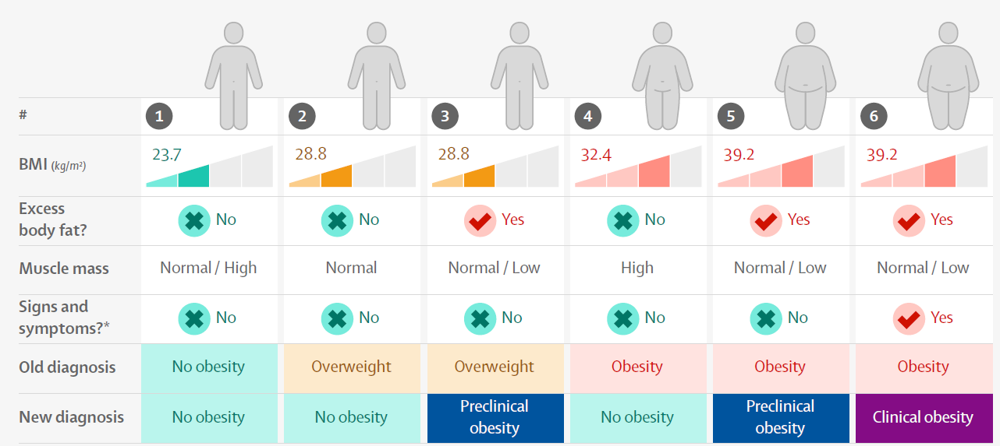 # 1 2 3 4 5 6
BMI (kg/m²) 23.7 28.8 28.8 32.4 39.2 39.2
Excess
body fat? No No Yes No Yes Yes
Muscle mass Normal / High Normal Normal / Low High Normal / Low Normal / Low
Signs and
symptoms?* No No No No No Yes
Old diagnosis No obesity Overweight Overweight Obesity Obesity Obesity
New diagnosis No obesity No obesity Preclinical
obesity No obesity Preclinical
obesity Clinical obesity